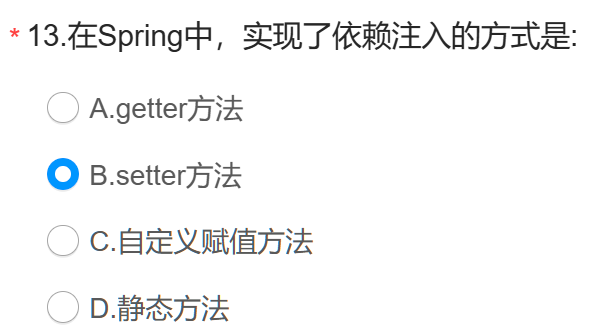 * 13.在Spring中，实现了依赖注入的方式是:
A.getter方法
B.setter方法
C.自定义赋值方法
D.静态方法